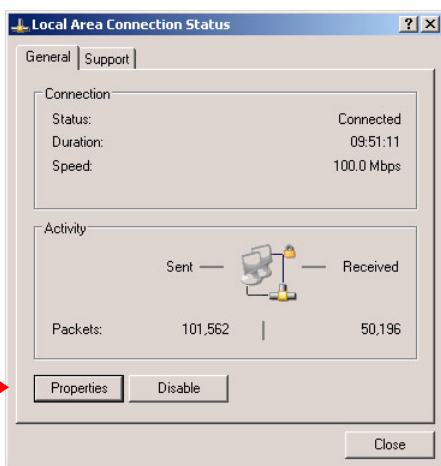 Local Area Connection Status
General Support
Connection
Status: Connected
Duration: 09:51:11
Speed: 100.0 Mbps
Activity
Sent Received
Packets: 101,562 50,196
Properties Disable
Close